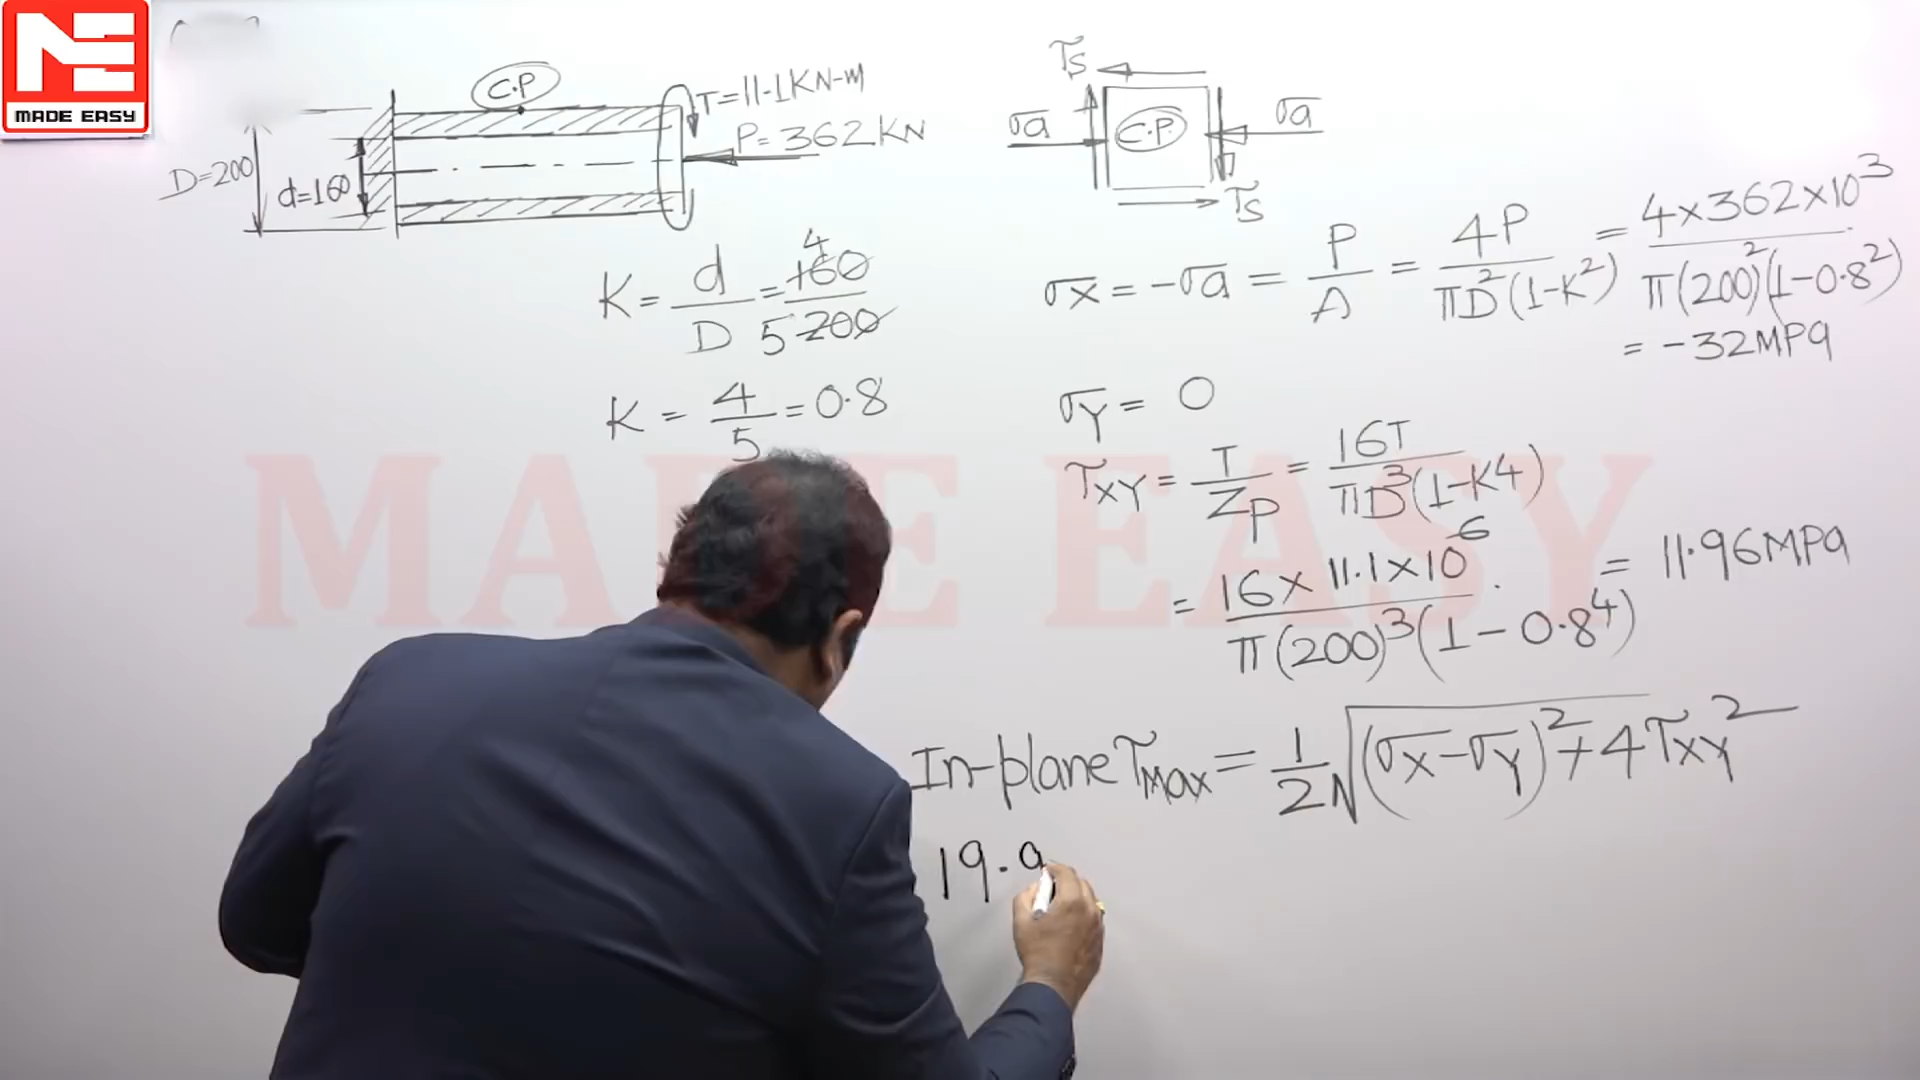 ME
MADE EASY
C.P
T=11.1KN-m
P=362KN
D=200
d=160
K = d/D = 160/200
4
5
K = 4/5 = 0.8
τs
σa
C.P.
σa
τs
σx = -σa = P/A = 4P/πD²(1-K²) = 4×362×10³/π(200)²(1-0.8²)
= -32MPa
σy = 0
τxy = T/Zp = 16T/πD³(1-K4)
= 16×11.1×10^6/π(200)³(1-0.8⁴) = 11.96MPa
In-plane τmax = 1/2 √(σx-σy)²+4τxy²
19.9
MADE EASY